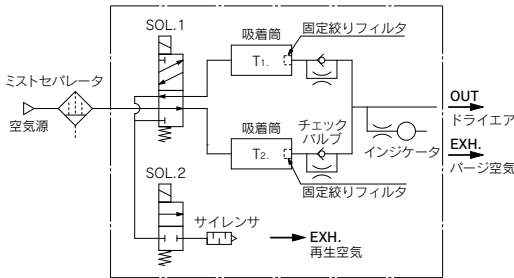 SOL.1
吸着筒
固定絞りフィルタ
T1.
ミストセパレータ
空気源
OUT
ドライエア
吸着筒
チェック
バルブ
T2.
インジケータ
EXH.
パージ空気
SOL.2
固定絞りフィルタ
サイレンサ
EXH.
再生空気